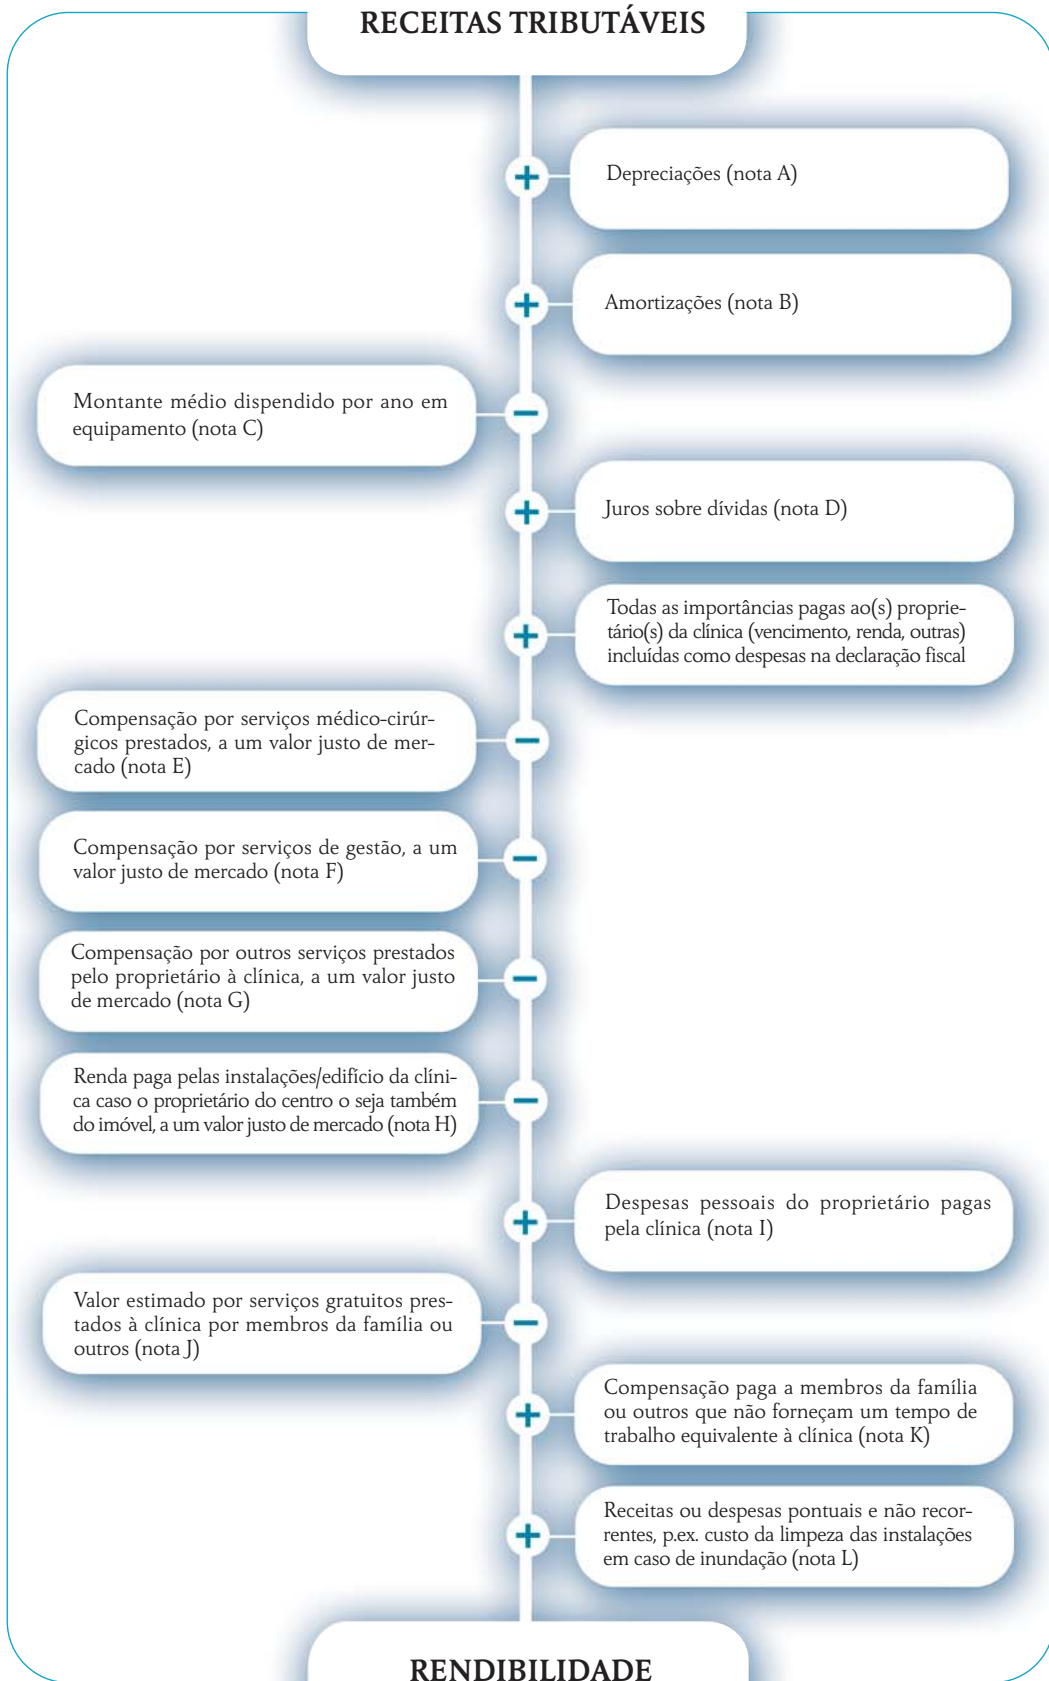 RECEITAS TRIBUTÁVEIS
+
Depreciações (nota A)
+
Amortizações (nota B)
−
Montante médio dispendido por ano em
equipamento (nota C)
+
Juros sobre dívidas (nota D)
+
Todas as importâncias pagas ao(s) proprie-
tário(s) da clínica (vencimento, renda, outras)
incluídas como despesas na declaração fiscal
−
Compensação por serviços médico-cirúr-
gicos prestados, a um valor justo de mer-
cado (nota E)
−
Compensação por serviços de gestão, a um
valor justo de mercado (nota F)
−
Compensação por outros serviços prestados
pelo proprietário à clínica, a um valor justo
de mercado (nota G)
−
Renda paga pelas instalações/edifício da clíni-
ca caso o proprietário do centro o seja também
do imóvel, a um valor justo de mercado (nota H)
+
Despesas pessoais do proprietário pagas
pela clínica (nota I)
−
Valor estimado por serviços gratuitos pres-
tados à clínica por membros da família ou
outros (nota J)
+
Compensação paga a membros da família
ou outros que não forneçam um tempo de
trabalho equivalente à clínica (nota K)
+
Receitas ou despesas pontuais e não recor-
rentes, p.ex. custo da limpeza das instalações
em caso de inundação (nota L)
RENDIBILIDADE